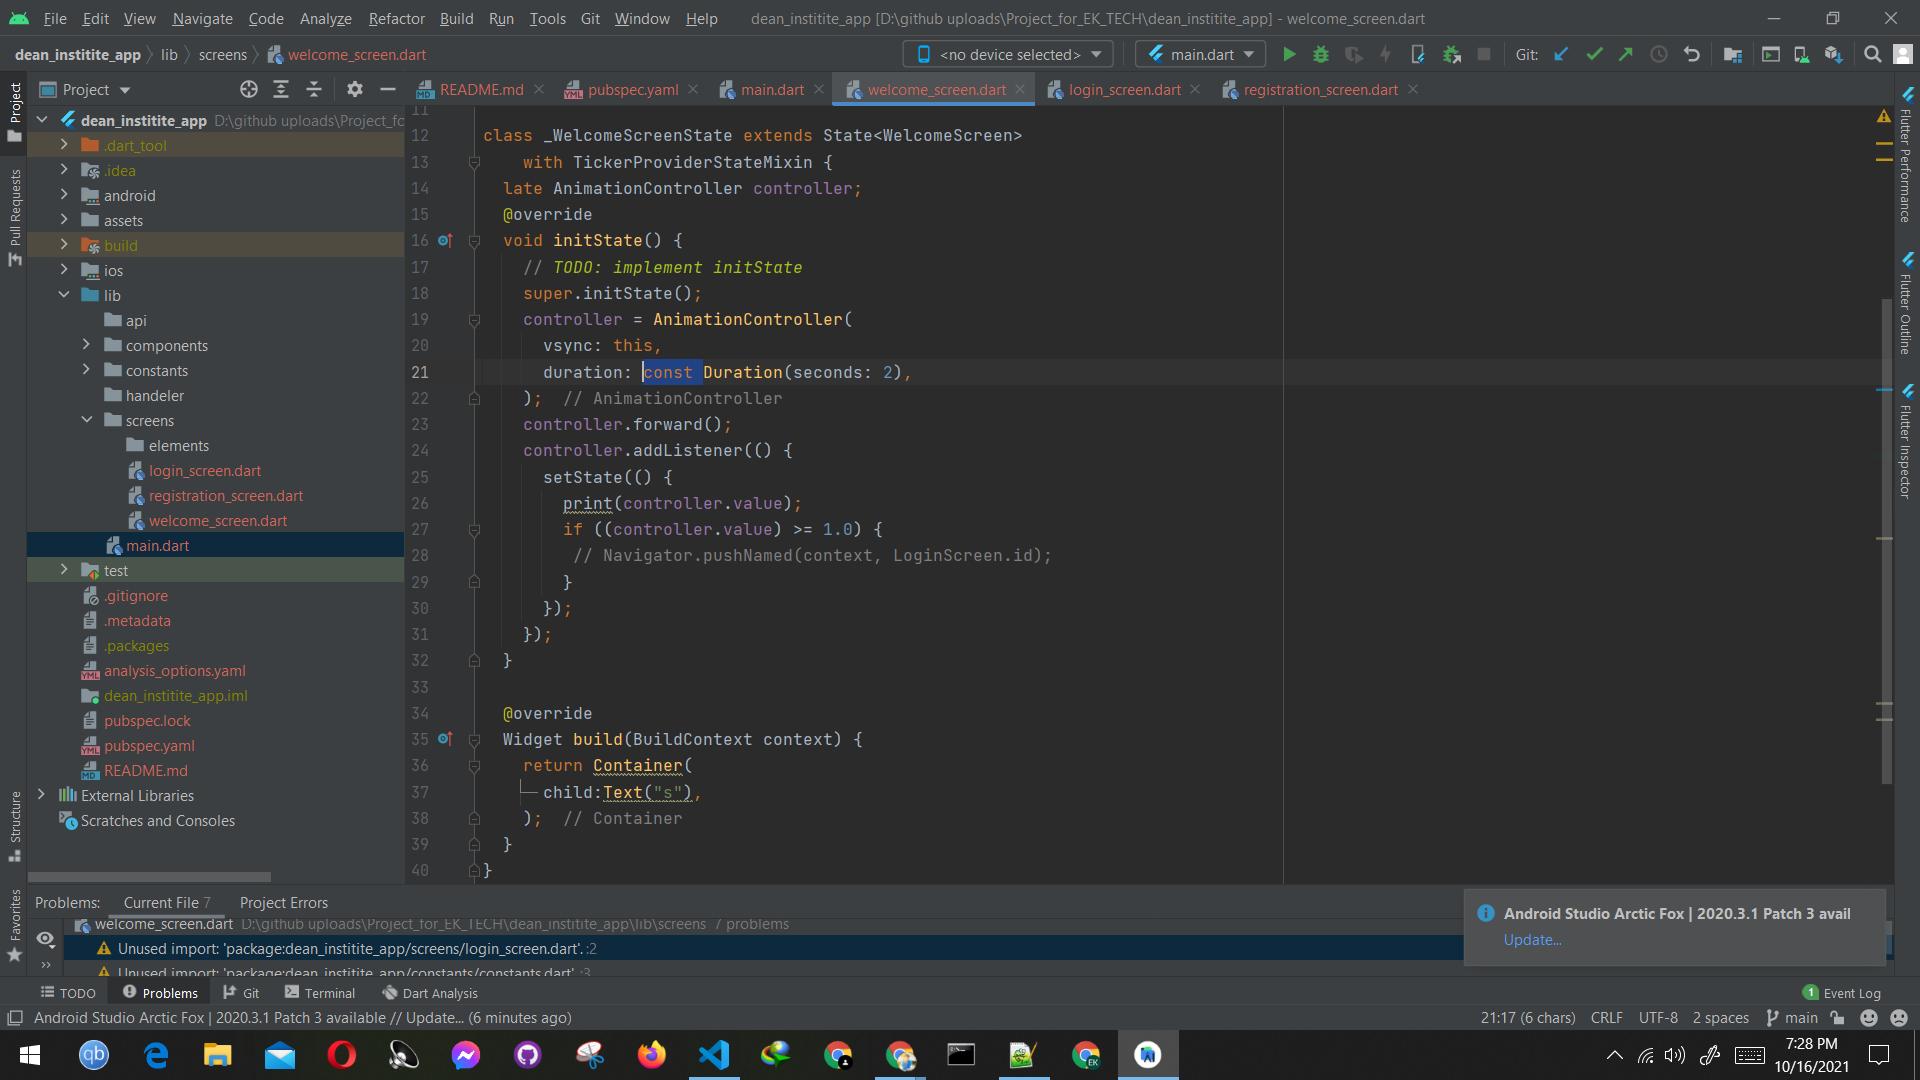 File Edit View Navigate Code Analyze Refactor Build Run Tools Git Window Help dean_institite_app [D:\github uploads\Project_for_EK_TECH\dean_institite_app] - welcome_screen.dart
dean_institite_app lib screens welcome_screen.dart <no device selected> main.dart Git:
Project README.md pubspec.yaml main.dart welcome_screen.dart login_screen.dart registration_screen.dart
Project
Pull Requests
Structure
Favorites
dean_institite_app D:\github uploads\Project_fo
.dart_tool
.idea
android
assets
build
ios
lib
api
components
constants
handeler
screens
elements
login_screen.dart
registration_screen.dart
welcome_screen.dart
main.dart
test
.gitignore
.metadata
.packages
analysis_options.yaml
dean_institite_app.iml
pubspec.lock
pubspec.yaml
README.md
External Libraries
Scratches and Consoles
11
12 class _WelcomeScreenState extends State<WelcomeScreen>
13 with TickerProviderStateMixin {
14 late AnimationController controller;
15 @override
16 void initState() {
17 // TODO: implement initState
18 super.initState();
19 controller = AnimationController(
20 vsync: this,
21 duration: const Duration(seconds: 2),
22 ); // AnimationController
23 controller.forward();
24 controller.addListener(() {
25 setState(() {
26 print(controller.value);
27 if ((controller.value) >= 1.0) {
28 // Navigator.pushNamed(context, LoginScreen.id);
29 }
30 });
31 });
32 }
33
34 @override
35 Widget build(BuildContext context) {
36 return Container(
37 child:Text("s"),
38 ); // Container
39 }
40 }
Flutter Performance
Flutter Outline
Flutter Inspector
Problems: Current File 7 Project Errors
welcome_screen.dart D:\github uploads\Project_for_EK_TECH\dean_institite_app\lib\screens 7 problems
Unused import: 'package:dean_institite_app/screens/login_screen.dart'. :2
Unused import: 'package:dean_institite_app/constants/constants.dart' :3
Android Studio Arctic Fox | 2020.3.1 Patch 3 avail
Update...
TODO Problems Git Terminal Dart Analysis 1 Event Log
Android Studio Arctic Fox | 2020.3.1 Patch 3 available // Update... (6 minutes ago) 21:17 (6 chars) CRLF UTF-8 2 spaces main
qb EK
7:28 PM
10/16/2021